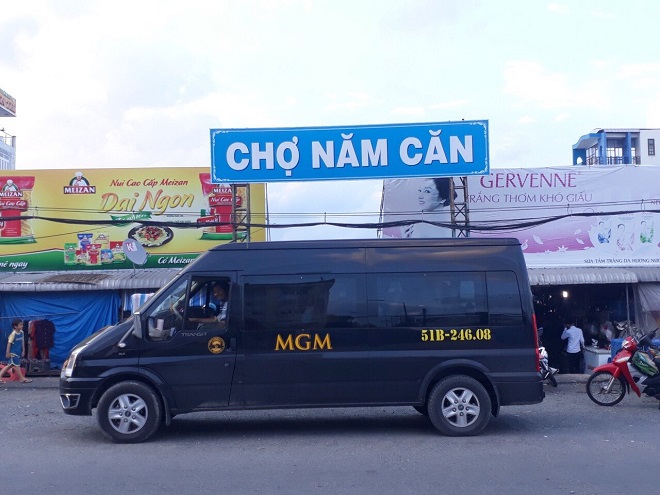 CHỢ NĂM CĂN
MEIZAN
Nui Cao Cấp Meizan
Dai Ngon
GERVENNE
TRẮNG THƠM KHÓ GIẤU
TRANSIT
MGM
51B-246.08